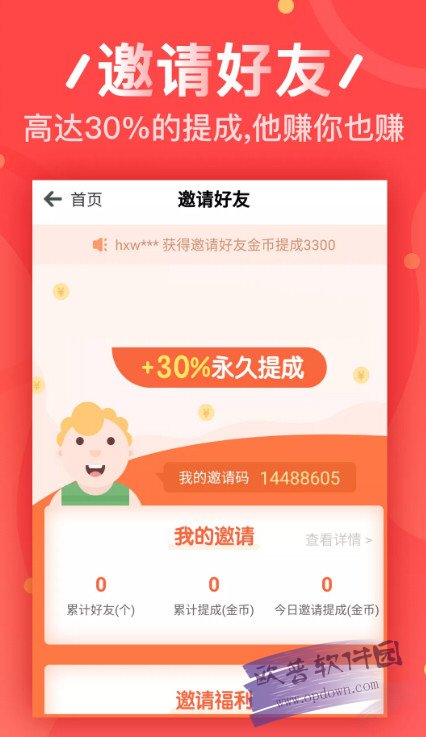 邀请好友
高达30%的提成,他赚你也赚
首页
邀请好友
hxw*** 获得邀请好友金币提成3300
+30%永久提成
我的邀请码 14488605
我的邀请
查看详情 >
0 0 0
累计好友(个) 累计提成(金币) 今日邀请提成(金币)
欧普软件园
www.opdown.com
邀请福利